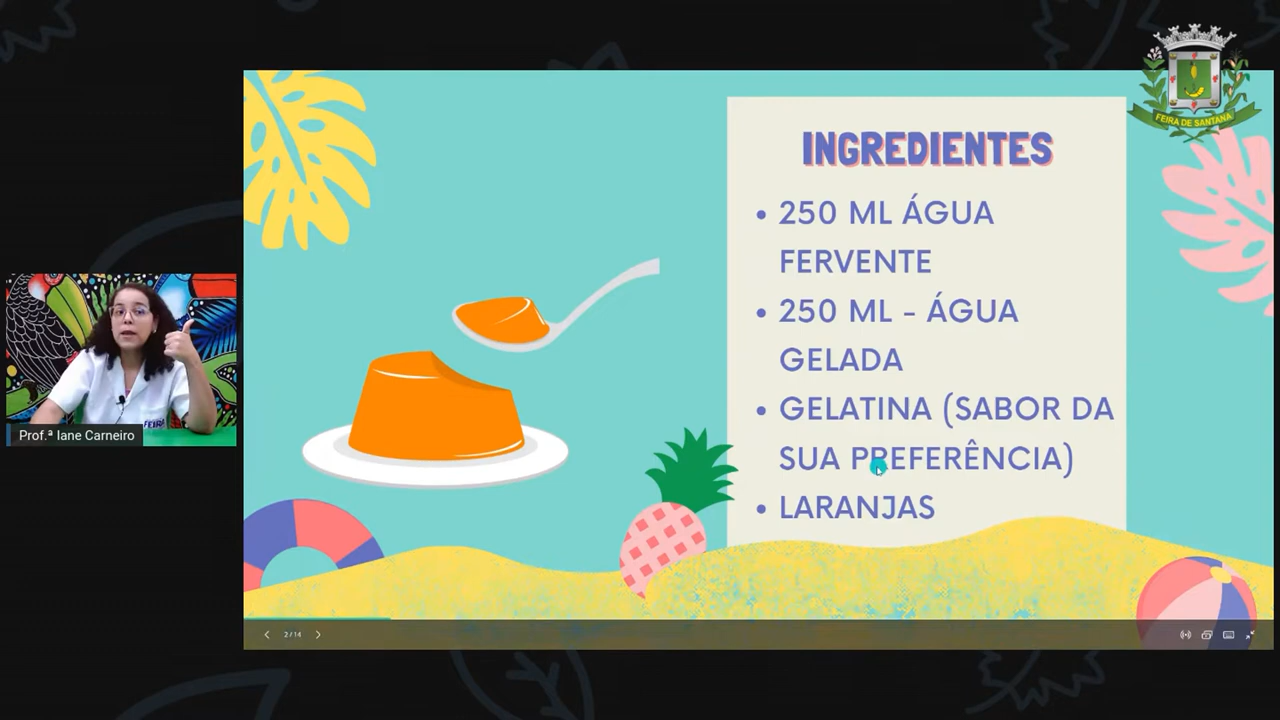 FEIRA DE SANTANA
INGREDIENTES
• 250 ML ÁGUA
FERVENTE
• 250 ML - ÁGUA
GELADA
• GELATINA (SABOR DA
SUA PREFERÊNCIA)
• LARANJAS
FEIRA
Prof.ª Iane Carneiro
2 / 14